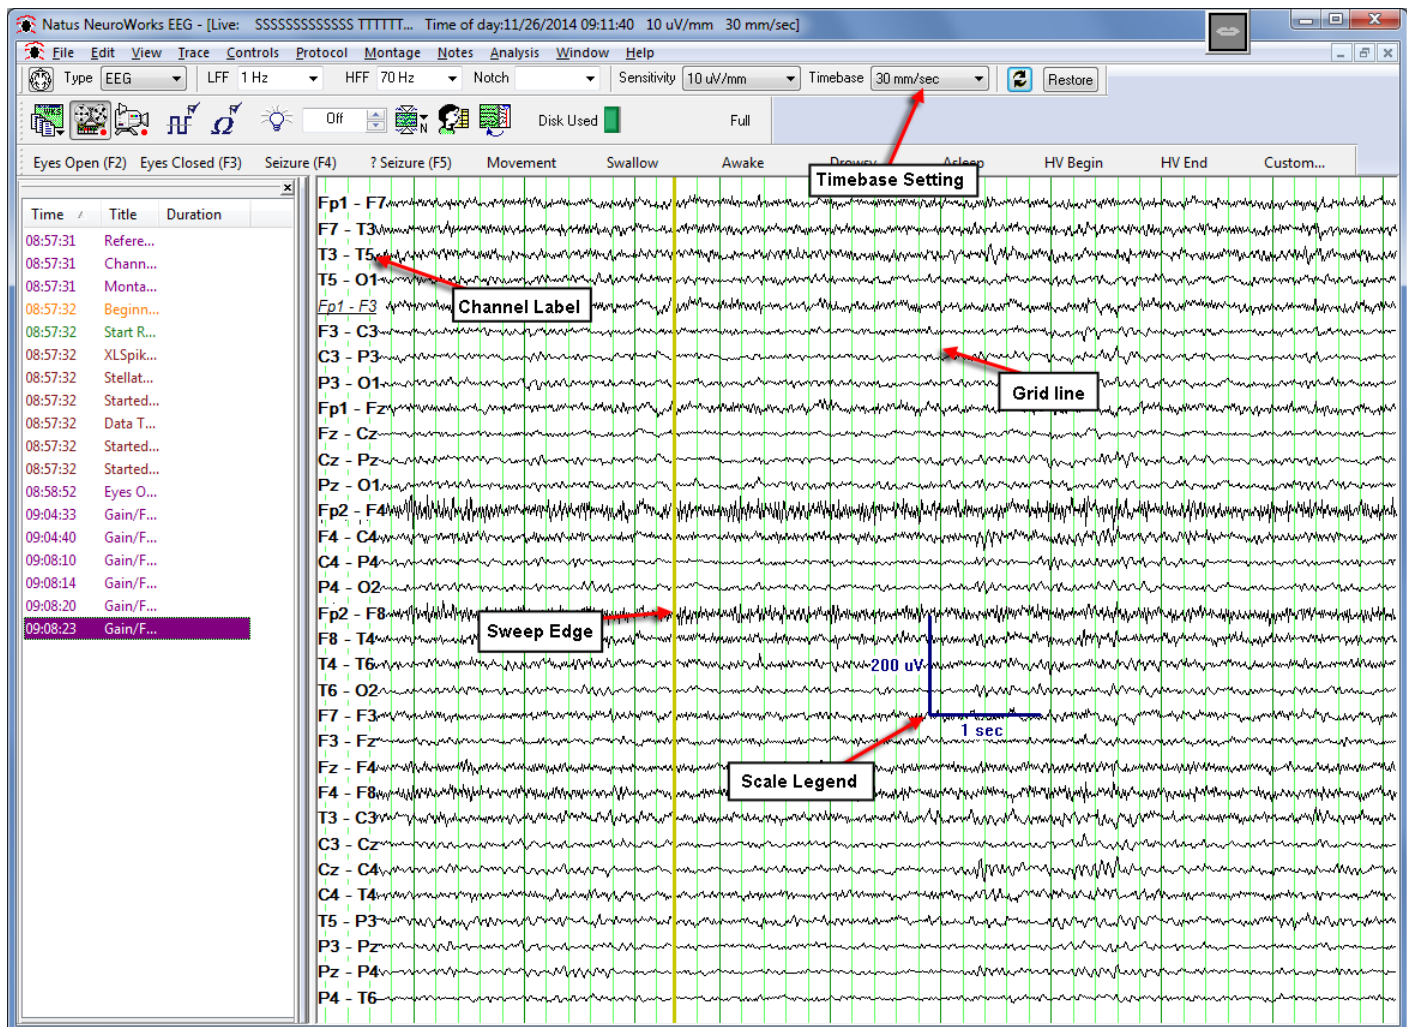 Natus NeuroWorks EEG - [Live: SSSSSSSSSSSSS TTTTTT... Time of day:11/26/2014 09:11:40 10 uV/mm 30 mm/sec]
File Edit View Trace Controls Protocol Montage Notes Analysis Window Help
Type EEG LFF 1 Hz HFF 70 Hz Notch Sensitivity 10 uV/mm Timebase 30 mm/sec Restore
WKS Off N Disk Used Full
Eyes Open (F2) Eyes Closed (F3) Seizure (F4) ? Seizure (F5) Movement Swallow Awake Drowsy Asleep HV Begin HV End Custom...
Timebase Setting
Time Title Duration
08:57:31 Refere...
08:57:31 Chann...
08:57:31 Monta...
08:57:32 Beginn...
08:57:32 Start R...
08:57:32 XLSpik...
08:57:32 Stellat...
08:57:32 Started...
08:57:32 Data T...
08:57:32 Started...
08:57:32 Started...
08:58:52 Eyes O...
09:04:33 Gain/F...
09:04:40 Gain/F...
09:08:10 Gain/F...
09:08:14 Gain/F...
09:08:20 Gain/F...
09:08:23 Gain/F...
Fp1 - F7
F7 - T3
T3 - T5
T5 - O1
Channel Label
Fp1 - F3
F3 - C3
C3 - P3
P3 - O1
Grid line
Fp1 - Fz
Fz - Cz
Cz - Pz
Pz - O1
Fp2 - F4
F4 - C4
C4 - P4
P4 - O2
Fp2 - F8
Sweep Edge
F8 - T4
T4 - T6
200 uV
T6 - O2
F7 - F3
1 sec
F3 - Fz
Fz - F4
Scale Legend
F4 - F8
T3 - C3
C3 - Cz
Cz - C4
C4 - T4
T5 - P3
P3 - Pz
Pz - P4
P4 - T6